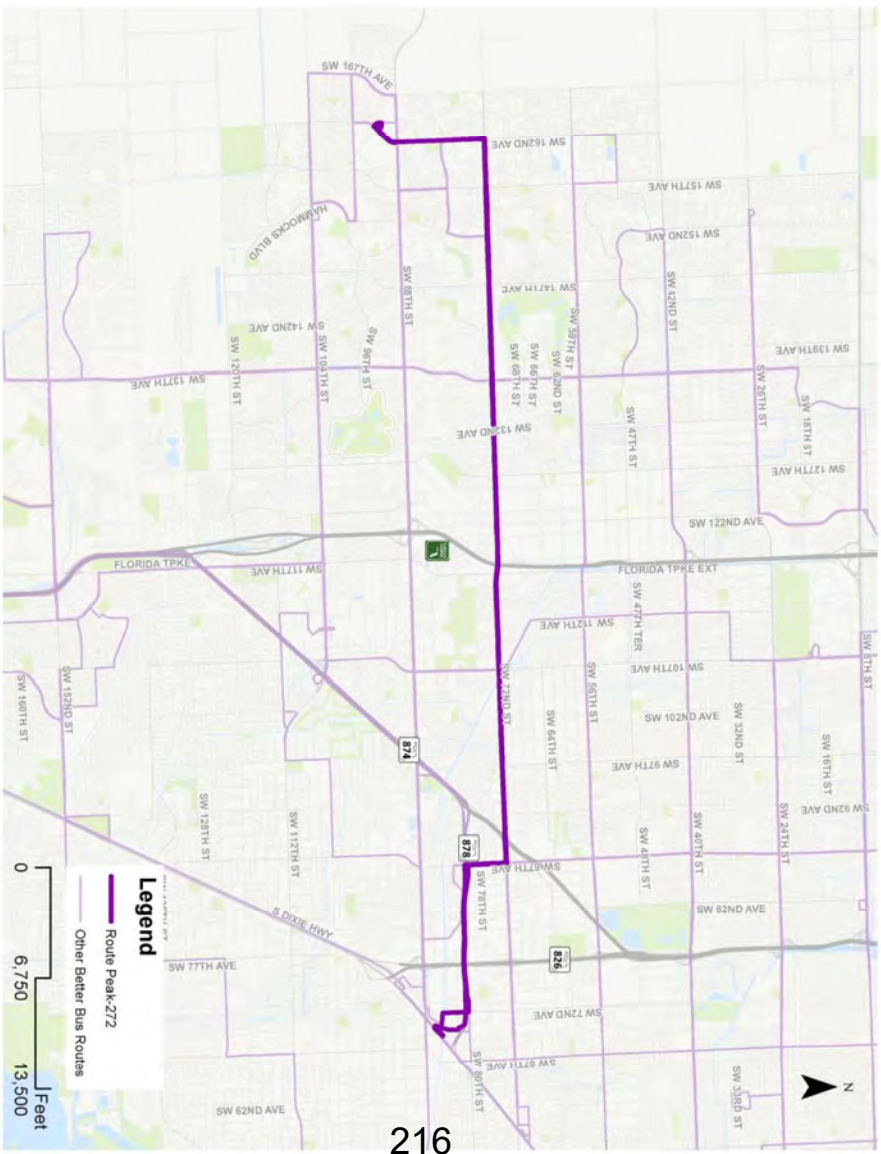 SW 167TH AVE
SW 162ND AVE
SW 157TH AVE
SW 152ND AVE
HAMMOCKS BLVD
SW 147TH AVE
SW 142ND AVE
SW 139TH AVE
SW 137TH AVE
SW 132ND AVE
SW 127TH AVE
SW 122ND AVE
SW 120TH ST
SW 104TH ST
SW 96TH ST
SW 88TH ST
SW 68TH ST
SW 66TH ST
SW 62ND ST
SW 59TH ST
SW 47TH ST
SW 42ND ST
SW 26TH ST
SW 18TH ST
FLORIDA TPKE
SW 117TH AVE
FLORIDA TPKE EXT
SW 47TH TER
SW 112TH AVE
SW 107TH AVE
SW 8TH ST
SW 160TH ST
SW 152ND ST
SW 72ND ST
SW 64TH ST
SW 56TH ST
SW 102ND AVE
SW 32ND ST
SW 16TH ST
874
SW 97TH AVE
SW 92ND AVE
SW 128TH ST
SW 112TH ST
878
SW 87TH AVE
SW 78TH ST
SW 48TH ST
SW 40TH ST
SW 24TH ST
S DIXIE HWY
SW 82ND AVE
826
SW 77TH AVE
SW 72ND AVE
SW 80TH ST
SW 67TH AVE
SW 62ND AVE
SW 33RD ST
N
Legend
Route Peak-272
Other Better Bus Routes
0 6,750 13,500
Feet
216